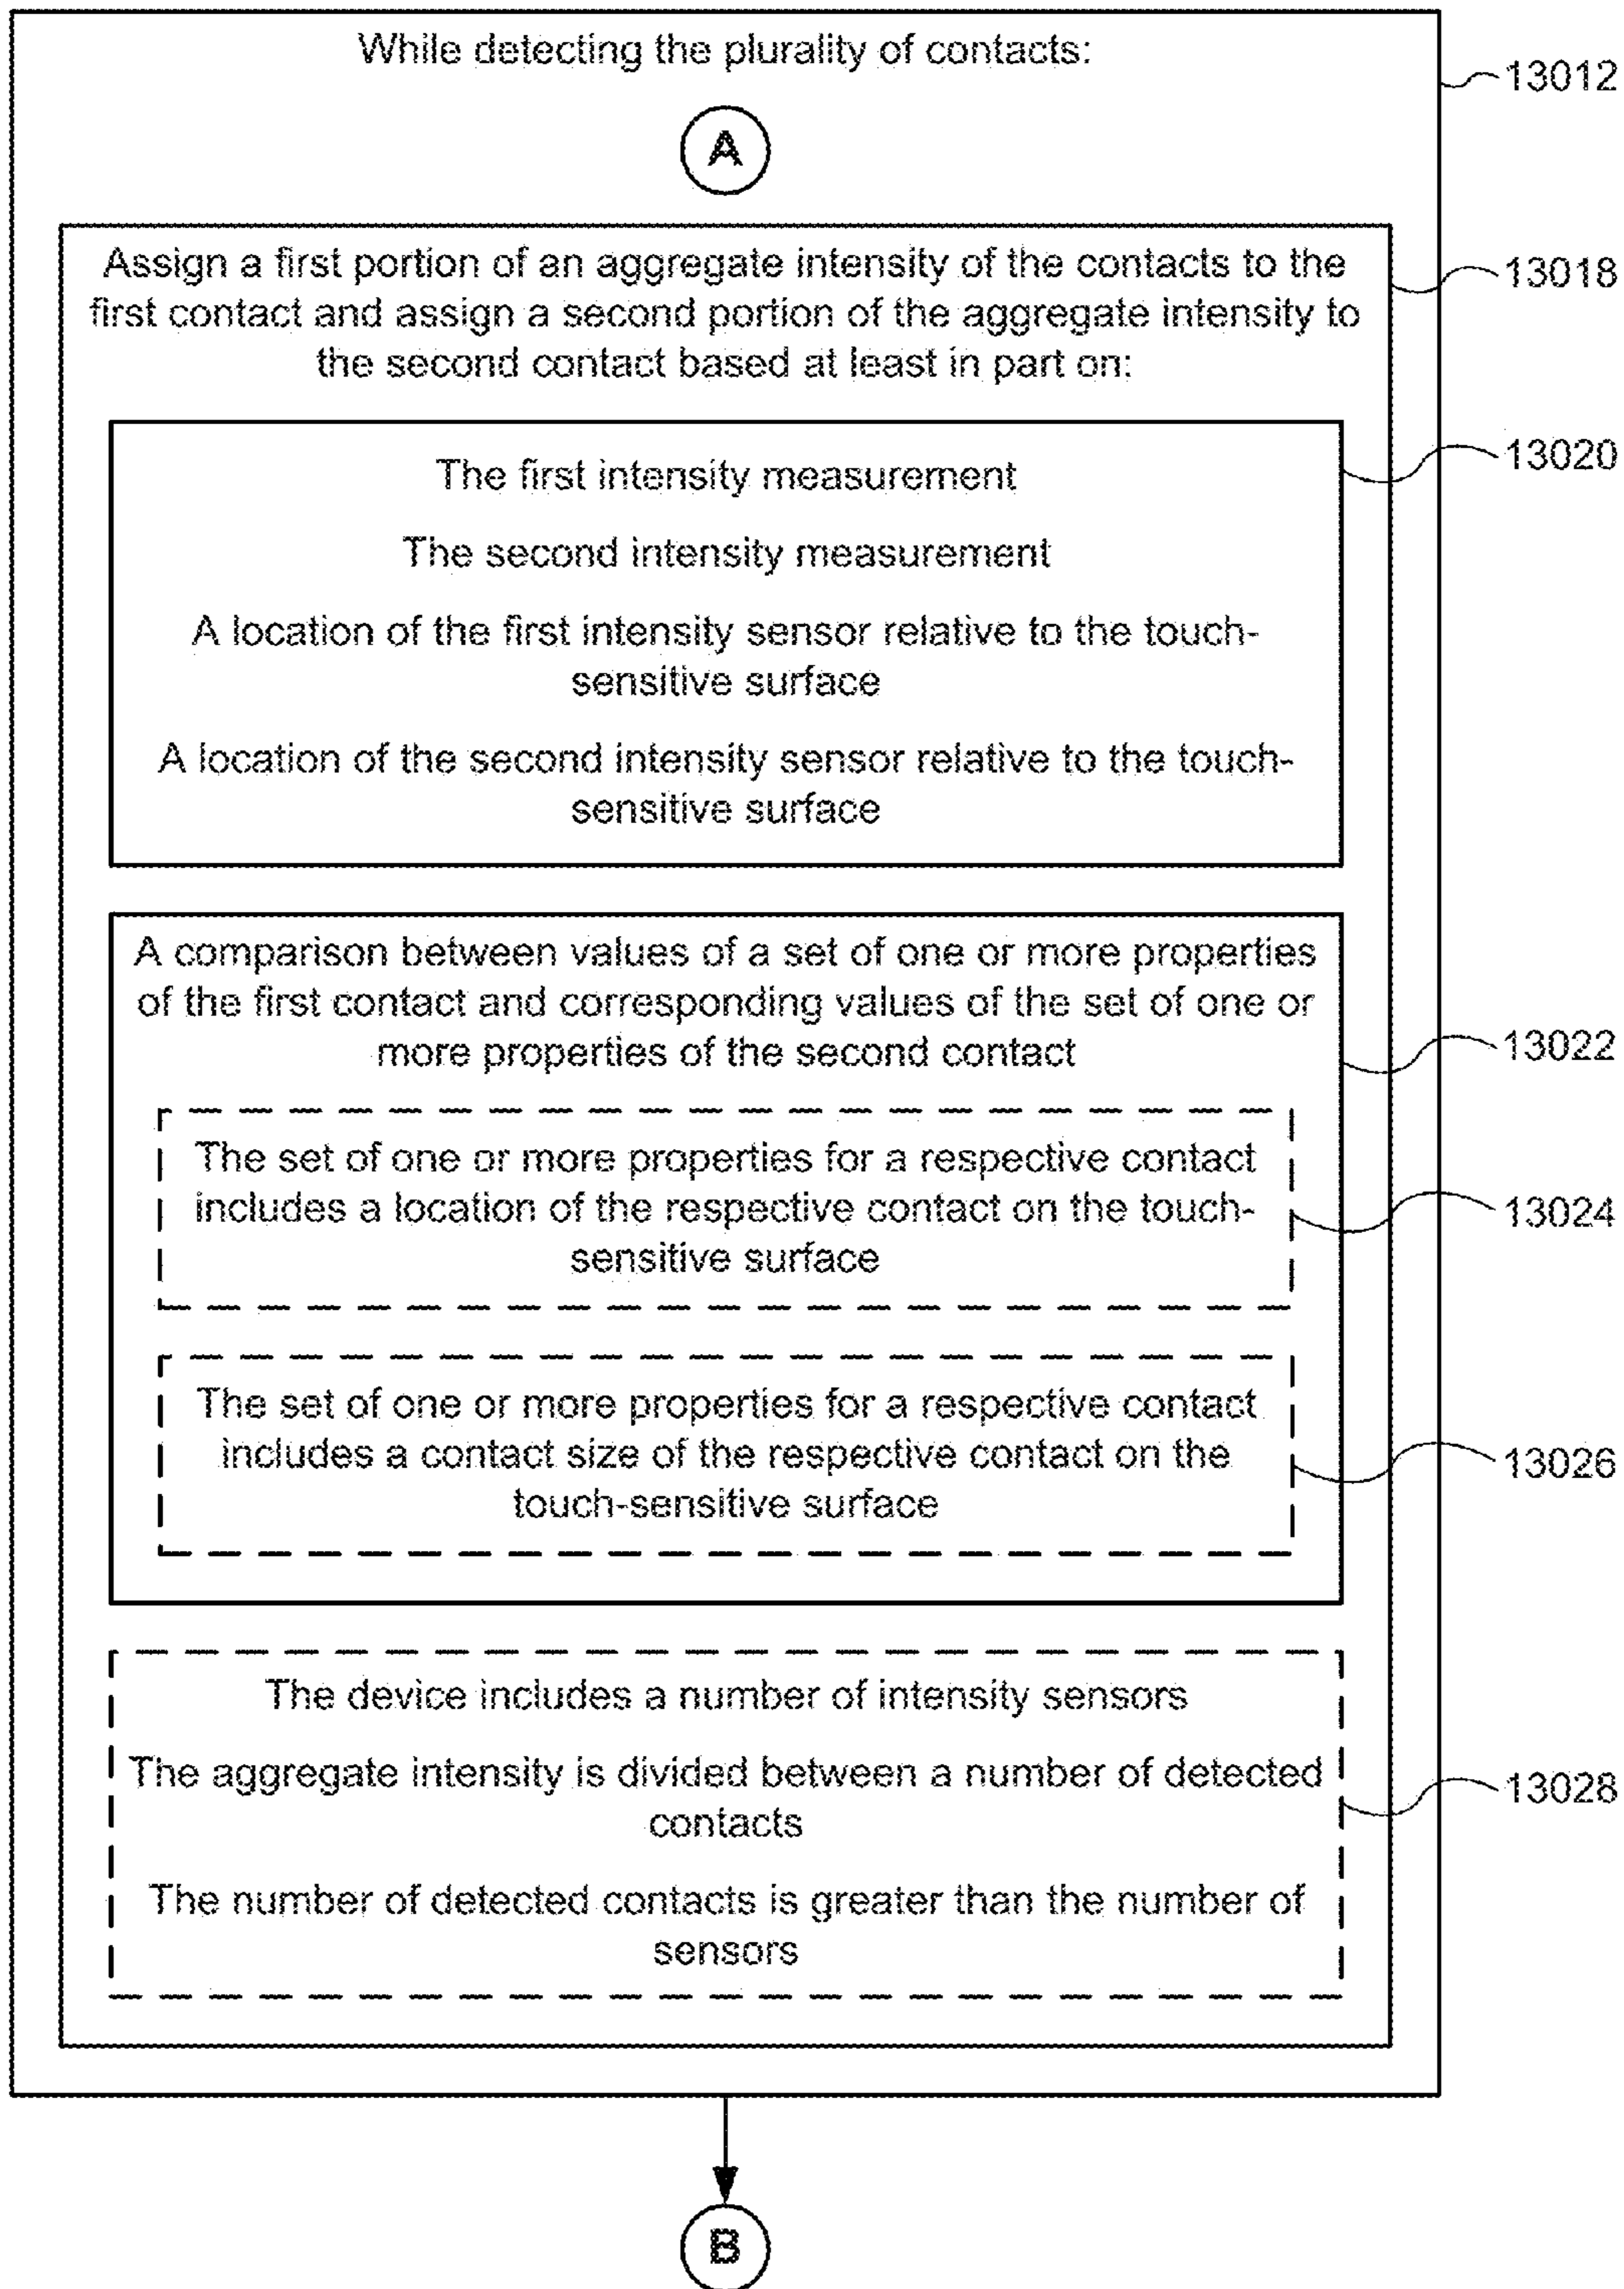 While detecting the plurality of contacts:
13012
A
Assign a first portion of an aggregate intensity of the contacts to the
first contact and assign a second portion of the aggregate intensity to
the second contact based at least in part on:
13018
The first intensity measurement
13020
The second intensity measurement
A location of the first intensity sensor relative to the touch-
sensitive surface
A location of the second intensity sensor relative to the touch-
sensitive surface
A comparison between values of a set of one or more properties
of the first contact and corresponding values of the set of one or
more properties of the second contact
13022
The set of one or more properties for a respective contact
includes a location of the respective contact on the touch-
sensitive surface
13024
The set of one or more properties for a respective contact
includes a contact size of the respective contact on the
touch-sensitive surface
13026
The device includes a number of intensity sensors
The aggregate intensity is divided between a number of detected
contacts
13028
The number of detected contacts is greater than the number of
sensors
B